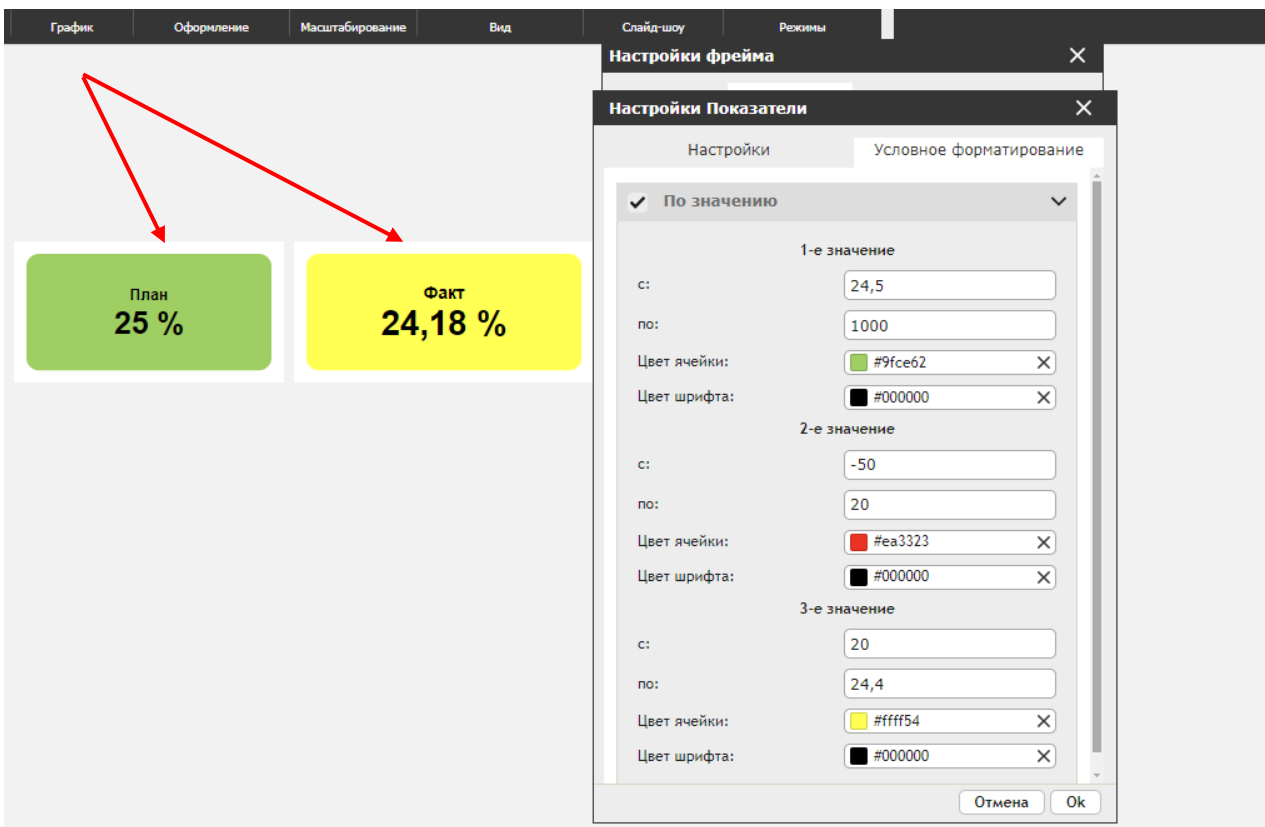 График Оформление Масштабирование Вид Слайд-шоу Режимы
Настройки фрейма
Настройки Показатели
Настройки Условное форматирование
По значению
1-е значение
с: 24,5
по: 1000
Цвет ячейки: #9fce62
Цвет шрифта: #000000
2-е значение
с: -50
по: 20
Цвет ячейки: #ea3323
Цвет шрифта: #000000
3-е значение
с: 20
по: 24,4
Цвет ячейки: #ffff54
Цвет шрифта: #000000
Отмена Ok
План
25 %
Факт
24,18 %